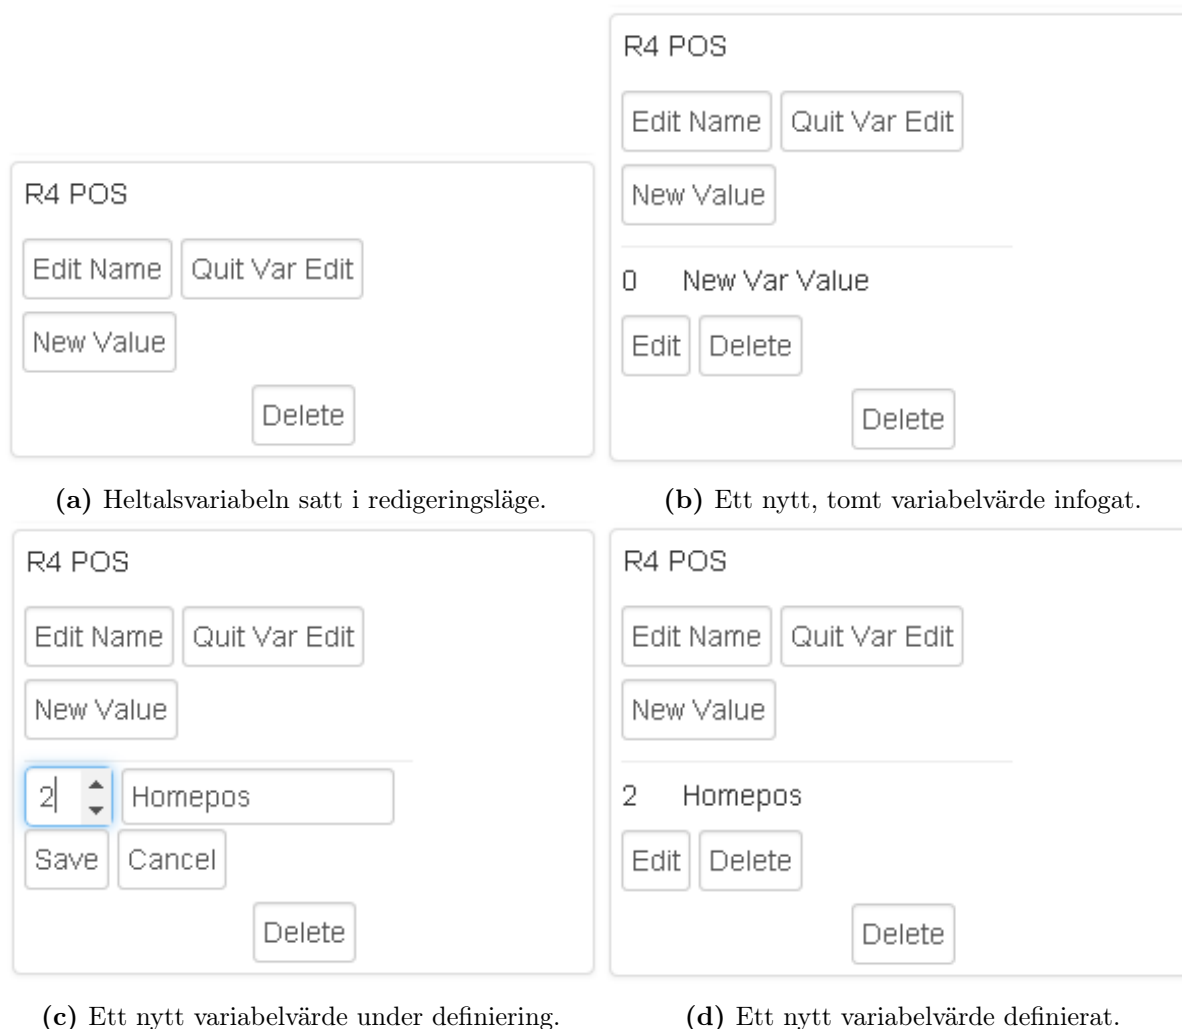 R4 POS
Edit Name Quit Var Edit
New Value
Delete
(a) Heltalsvariabeln satt i redigeringsläge.
R4 POS
Edit Name Quit Var Edit
New Value
0 New Var Value
Edit Delete
Delete
(b) Ett nytt, tomt variabelvärde infogat.
R4 POS
Edit Name Quit Var Edit
New Value
2 Homepos
Save Cancel
Delete
(c) Ett nytt variabelvärde under definiering.
R4 POS
Edit Name Quit Var Edit
New Value
2 Homepos
Edit Delete
Delete
(d) Ett nytt variabelvärde definierat.